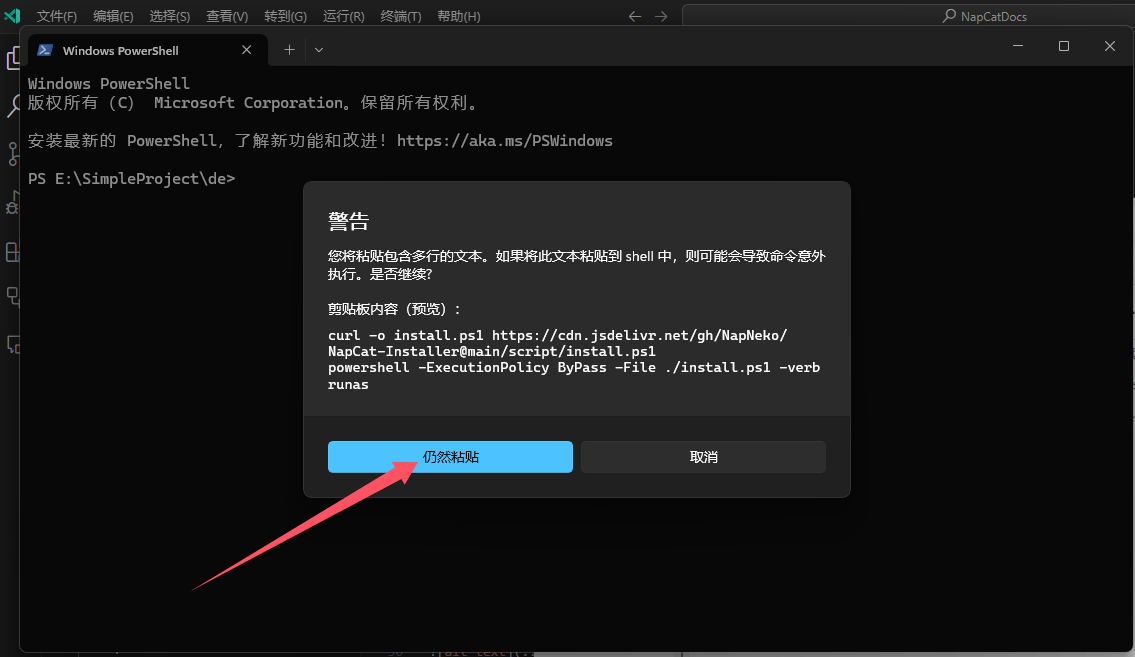 文件(F) 编辑(E) 选择(S) 查看(V) 转到(G) 运行(R) 终端(T) 帮助(H) NapCatDocs
Windows PowerShell
Windows PowerShell
版权所有 (C) Microsoft Corporation。保留所有权利。
安装最新的 PowerShell，了解新功能和改进！https://aka.ms/PSWindows
PS E:\SimpleProject\de>
警告
您将粘贴包含多行的文本。如果将此文本粘贴到 shell 中，则可能会导致命令意外
执行。是否继续?
剪贴板内容（预览）:
curl -o install.ps1 https://cdn.jsdelivr.net/gh/NapNeko/
NapCat-Installer@main/script/install.ps1
powershell -ExecutionPolicy ByPass -File ./install.ps1 -verb
runas
仍然粘贴 取消